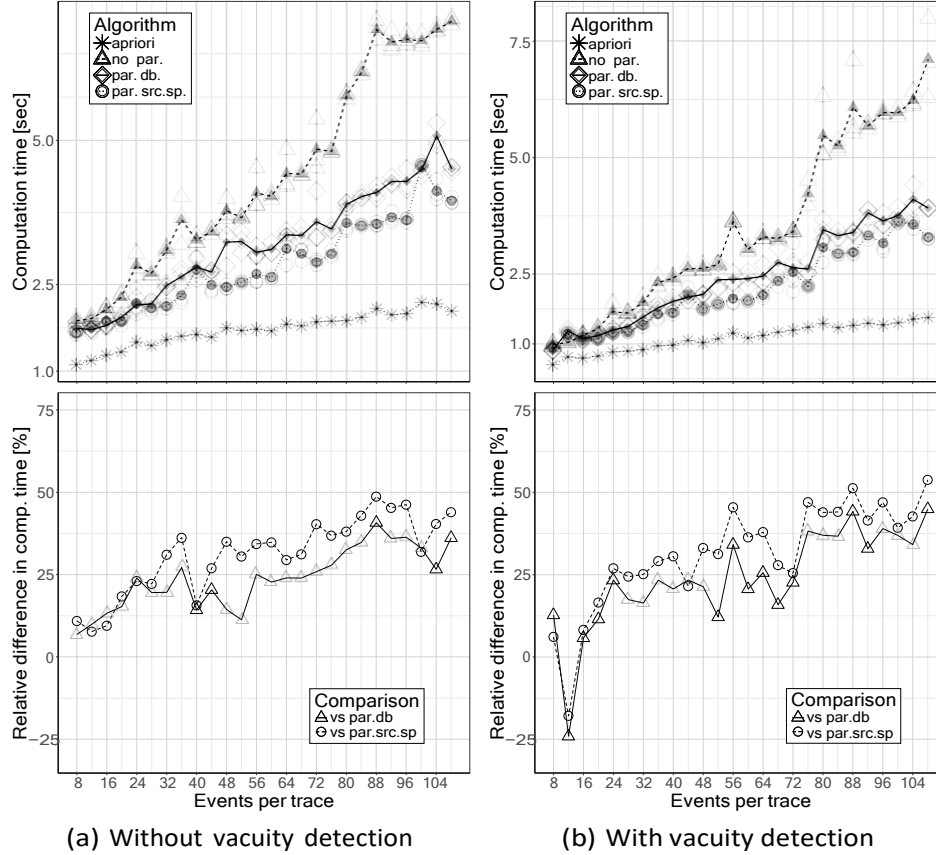 Computation time [sec]
5.0
2.5
1.0
Algorithm
apriori
no par.
par. db.
par. src.sp.
Computation time [sec]
7.5
5.0
2.5
1.0
Algorithm
apriori
no par.
par. db.
par. src.sp.
Relative difference in comp. time [%]
75
50
25
0
−25
Comparison
vs par.db
vs par.src.sp
8 16 24 32 40 48 56 64 72 80 88 96 104
Events per trace
Relative difference in comp. time [%]
75
50
25
0
−25
Comparison
vs par.db
vs par.src.sp
8 16 24 32 40 48 56 64 72 80 88 96 104
Events per trace
(a) Without vacuity detection
(b) With vacuity detection